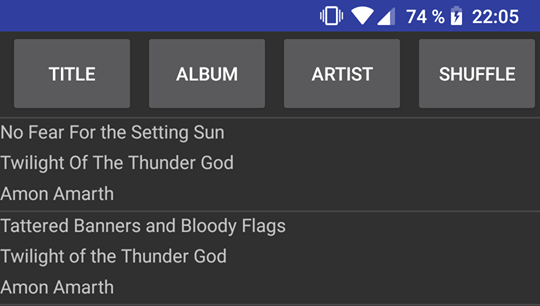 74 % 22:05
TITLE ALBUM ARTIST SHUFFLE
No Fear For the Setting Sun
Twilight Of The Thunder God
Amon Amarth
Tattered Banners and Bloody Flags
Twilight of the Thunder God
Amon Amarth